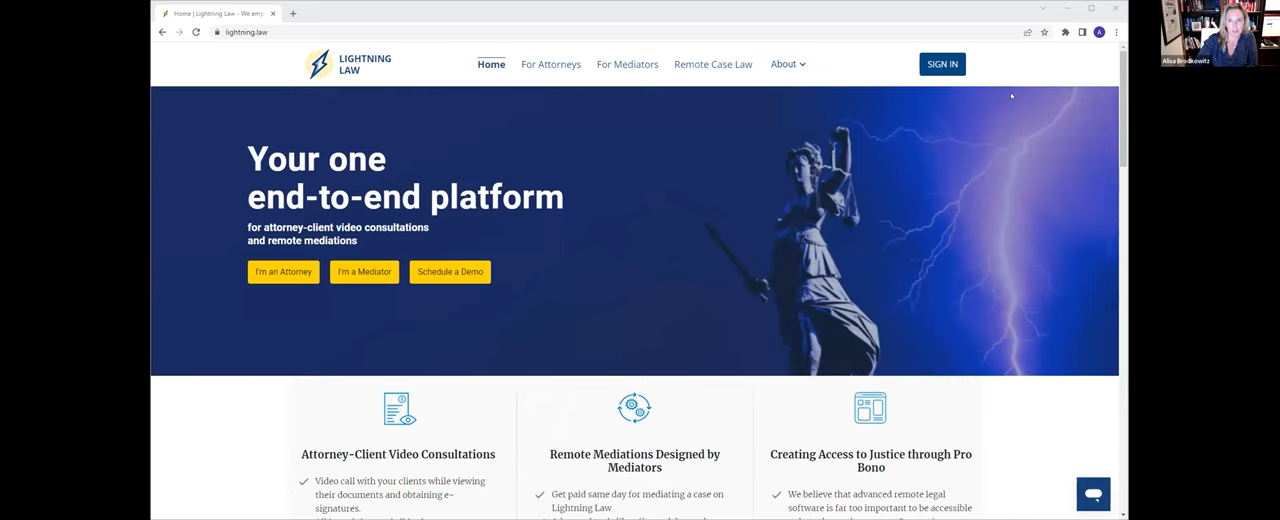 Home | Lightning Law - We emp
lightning.law
A
LIGHTNING
LAW
Home
For Attorneys
For Mediators
Remote Case Law
About
SIGN IN
Your one
end-to-end platform
for attorney-client video consultations
and remote mediations
I'm an Attorney
I'm a Mediator
Schedule a Demo
Attorney-Client Video Consultations
Video call with your clients while viewing
their documents and obtaining e-
signatures.
Remote Mediations Designed by
Mediators
Get paid same day for mediating a case on
Lightning Law
Creating Access to Justice through Pro
Bono
We believe that advanced remote legal
software is far too important to be accessible
Alisa Brodkowitz